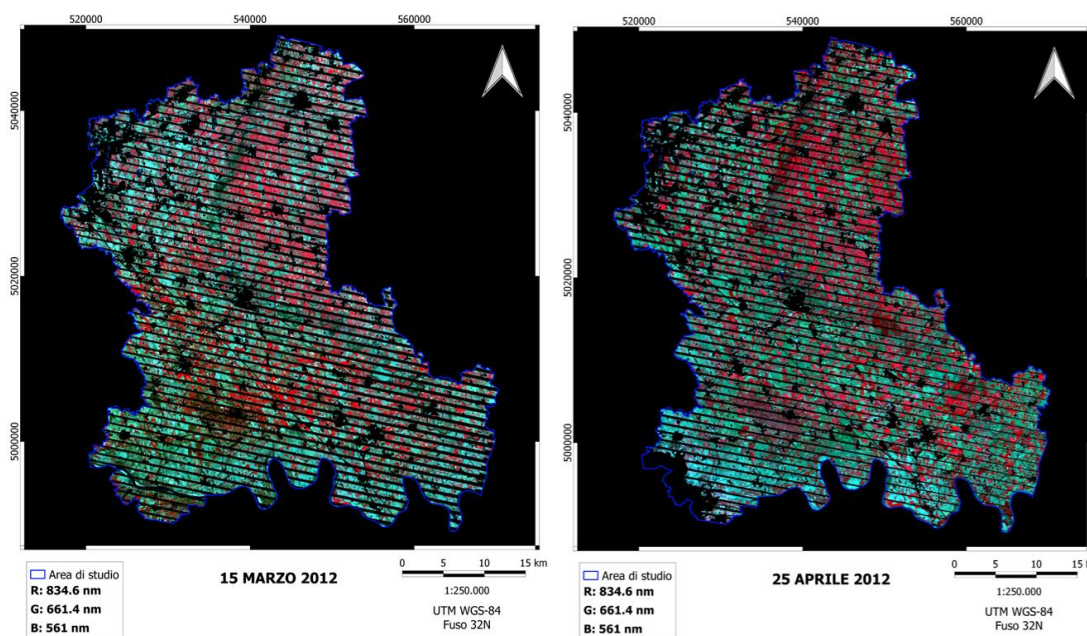 520000 540000 560000
5040000
5020000
5000000
Area di studio
R: 834.6 nm
G: 661.4 nm
B: 561 nm
15 MARZO 2012
0 5 10 15 km
1:250.000
UTM WGS-84
Fuso 32N
520000 540000 560000
5040000
5020000
5000000
Area di studio
R: 834.6 nm
G: 661.4 nm
B: 561 nm
25 APRILE 2012
0 5 10 15 k
1:250.000
UTM WGS-84
Fuso 32N